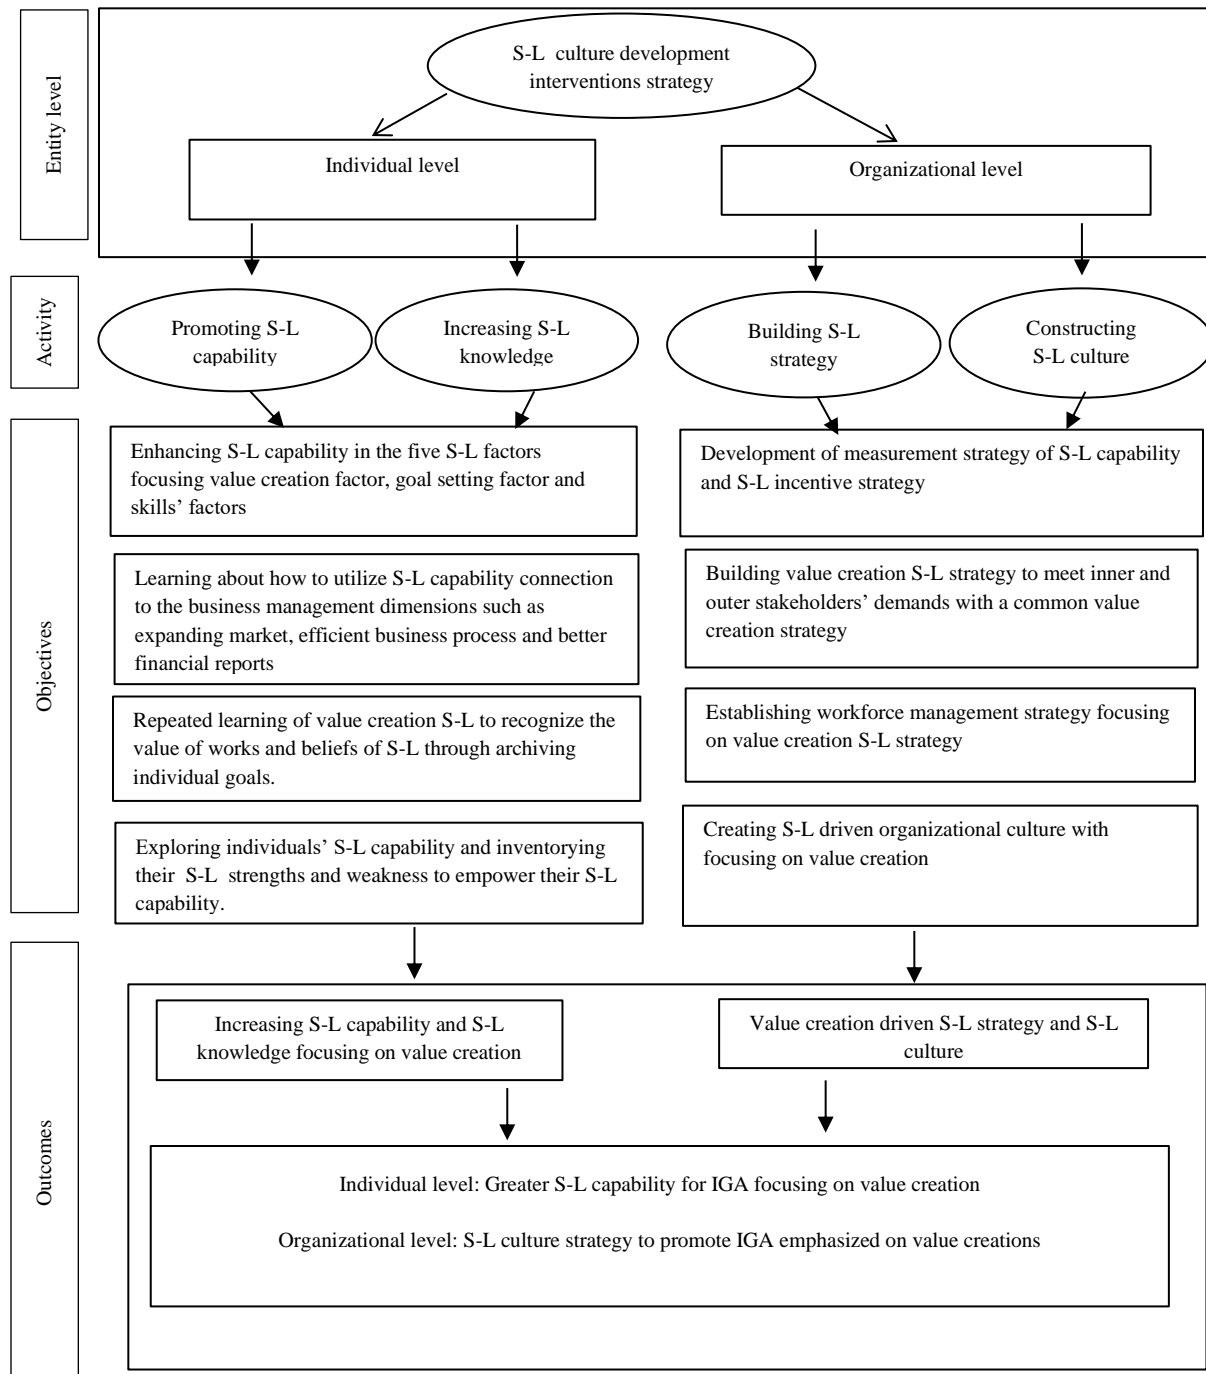 Entity level
S-L culture development
interventions strategy
Individual level
Organizational level
Activity
Promoting S-L
capability
Increasing S-L
knowledge
Building S-L
strategy
Constructing
S-L culture
Objectives
Enhancing S-L capability in the five S-L factors
focusing value creation factor, goal setting factor and
skills’ factors
Learning about how to utilize S-L capability connection
to the business management dimensions such as
expanding market, efficient business process and better
financial reports
Repeated learning of value creation S-L to recognize the
value of works and beliefs of S-L through archiving
individual goals.
Exploring individuals’ S-L capability and inventorying
their S-L strengths and weakness to empower their S-L
capability.
Development of measurement strategy of S-L capability
and S-L incentive strategy
Building value creation S-L strategy to meet inner and
outer stakeholders’ demands with a common value
creation strategy
Establishing workforce management strategy focusing
on value creation S-L strategy
Creating S-L driven organizational culture with
focusing on value creation
Outcomes
Increasing S-L capability and S-L
knowledge focusing on value creation
Value creation driven S-L strategy and S-L
culture
Individual level: Greater S-L capability for IGA focusing on value creation
Organizational level: S-L culture strategy to promote IGA emphasized on value creations